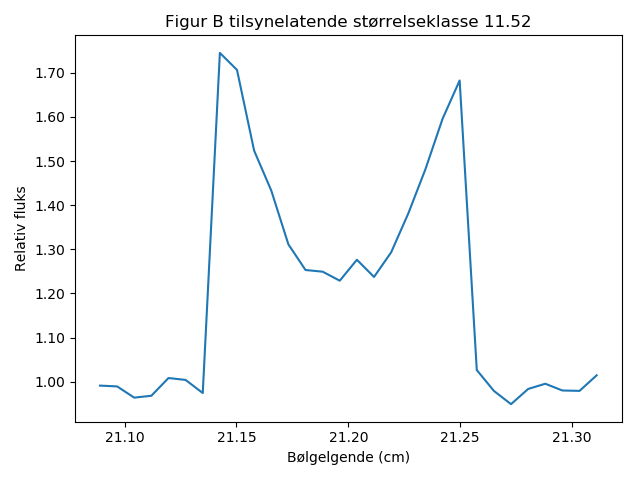 Figur B tilsynelatende størrelseklasse 11.52
1.70
1.60
1.50
1.40
1.30
1.20
1.10
1.00
Relativ fluks
21.10 21.15 21.20 21.25 21.30
Bølgelgende (cm)